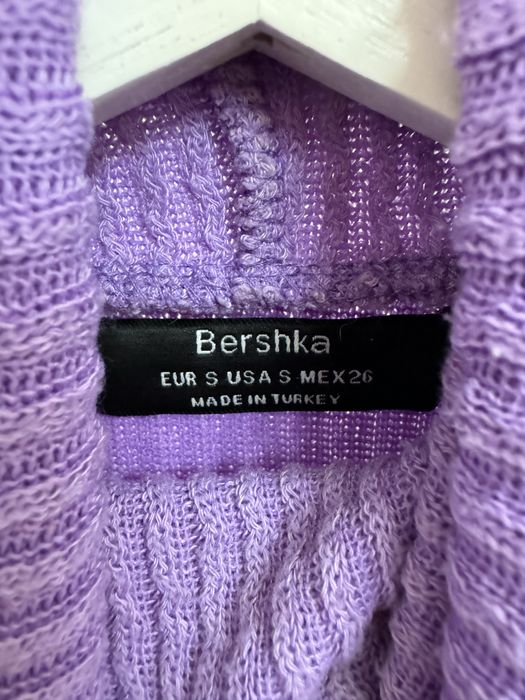 Bershka
EUR S USA S MEX 26
MADE IN TURKEY